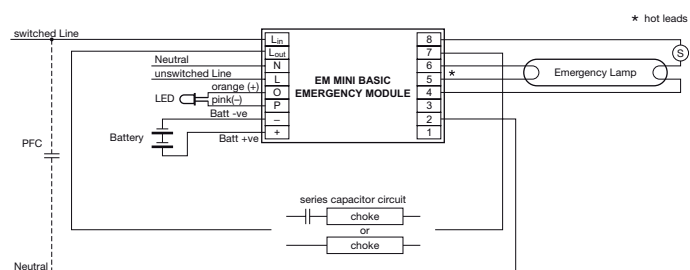 * hot leads
switched Line
Lin
Lout
N
L
O
P
–
+
Neutral
unswitched Line
orange (+)
LED
pink(–)
Batt -ve
Battery
Batt +ve
EM MINI BASIC
EMERGENCY MODULE
8
7
6
5
4
3
2
1
*
S
Emergency Lamp
PFC
series capacitor circuit
choke
or
choke
Neutral